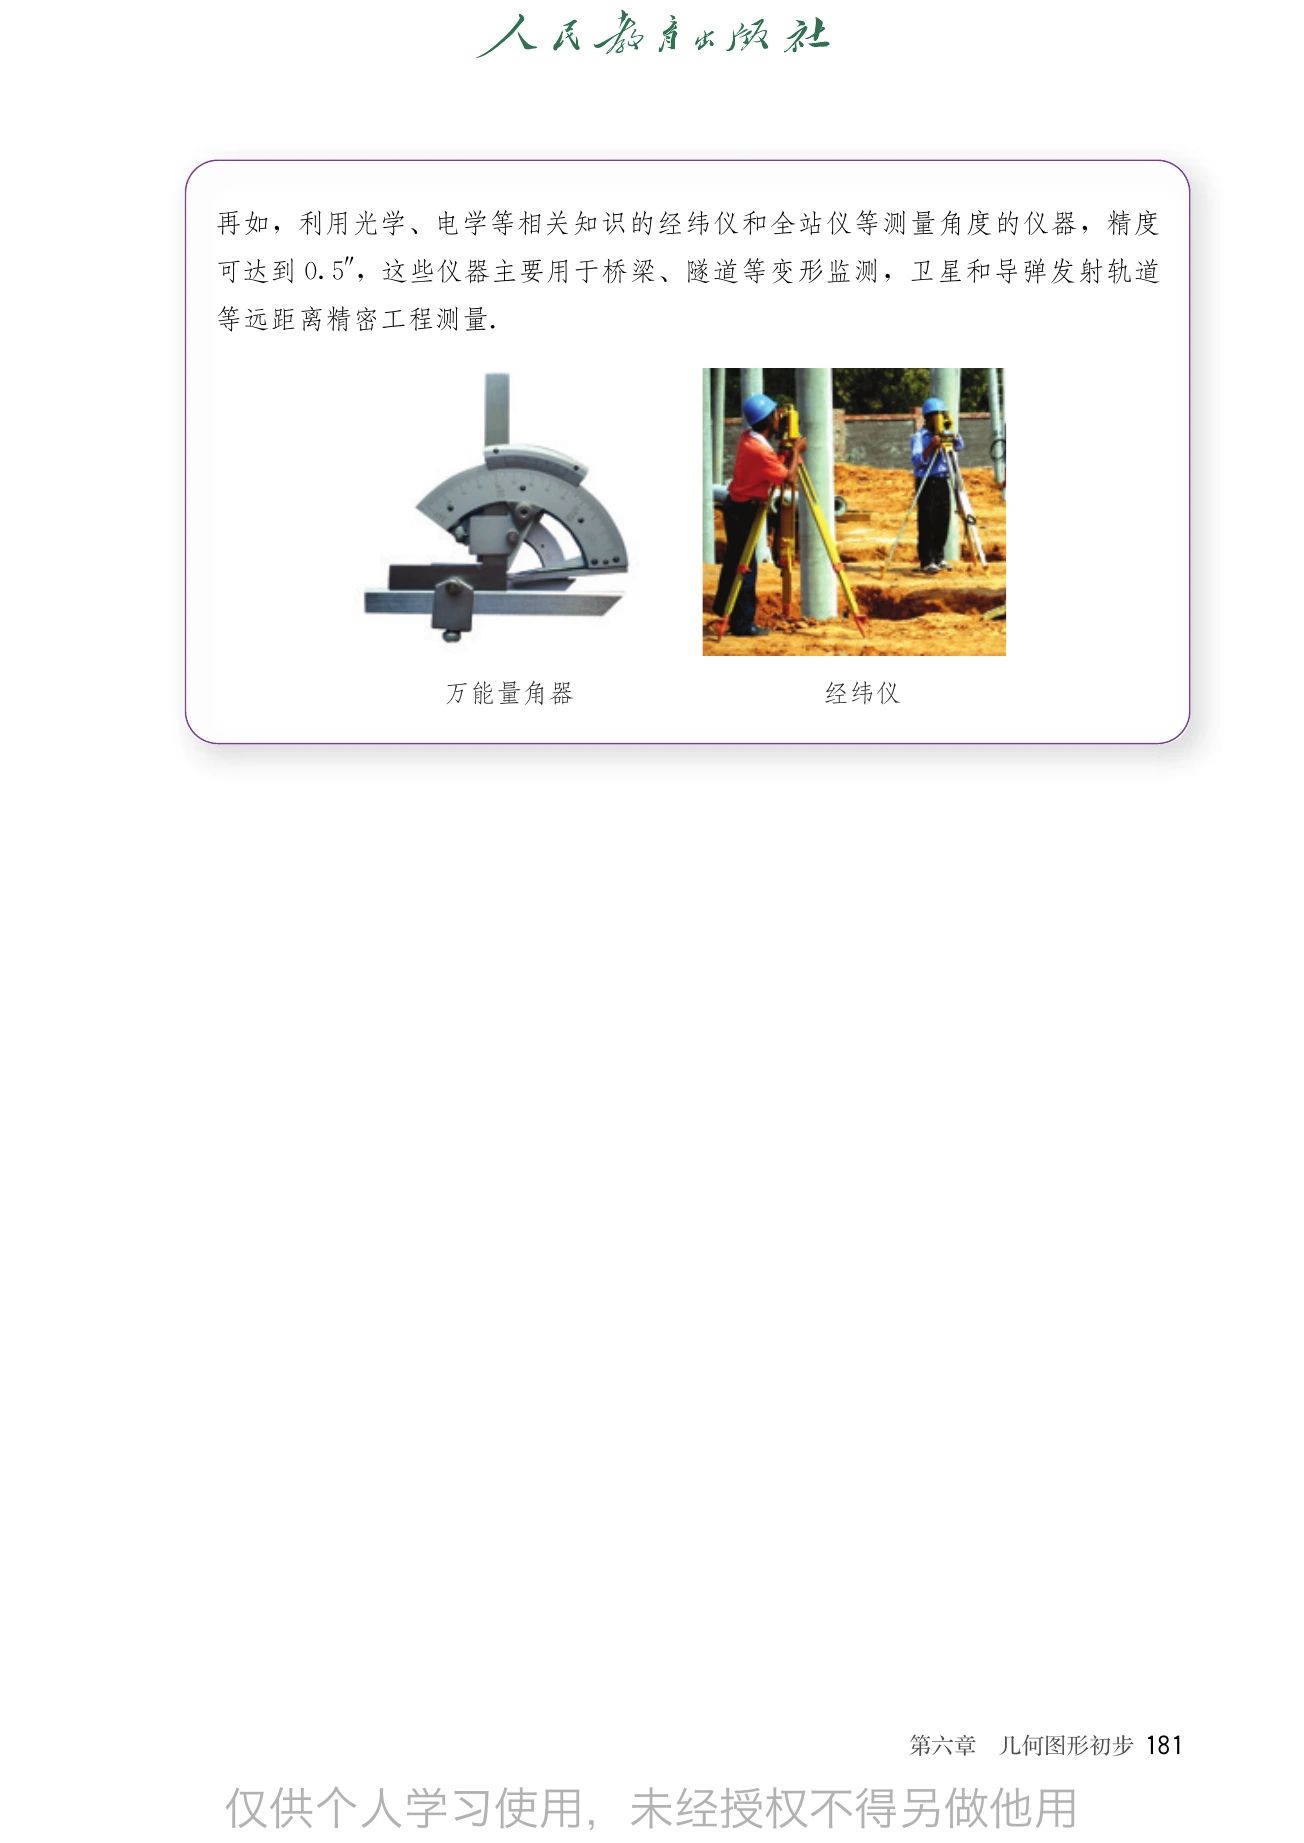 人民教育出版社
再如，利用光学、电学等相关知识的经纬仪和全站仪等测量角度的仪器，精度
可达到 0.5″，这些仪器主要用于桥梁、隧道等变形监测，卫星和导弹发射轨道
等远距离精密工程测量.
万能量角器
经纬仪
第六章　几何图形初步 181
仅供个人学习使用，未经授权不得另做他用